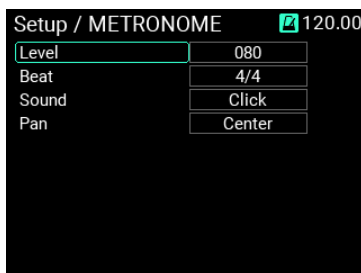 Setup / METRONOME 120.00
Level 080
Beat 4/4
Sound Click
Pan Center